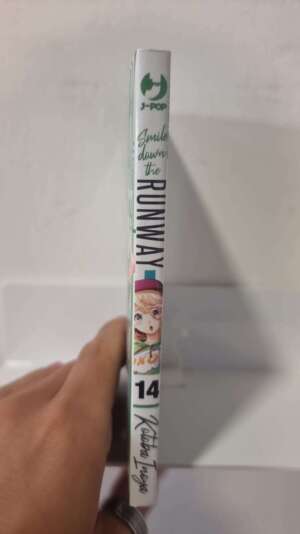 J-POP
Smile
down
the
RUNWAY
14
Kotoba Inoya